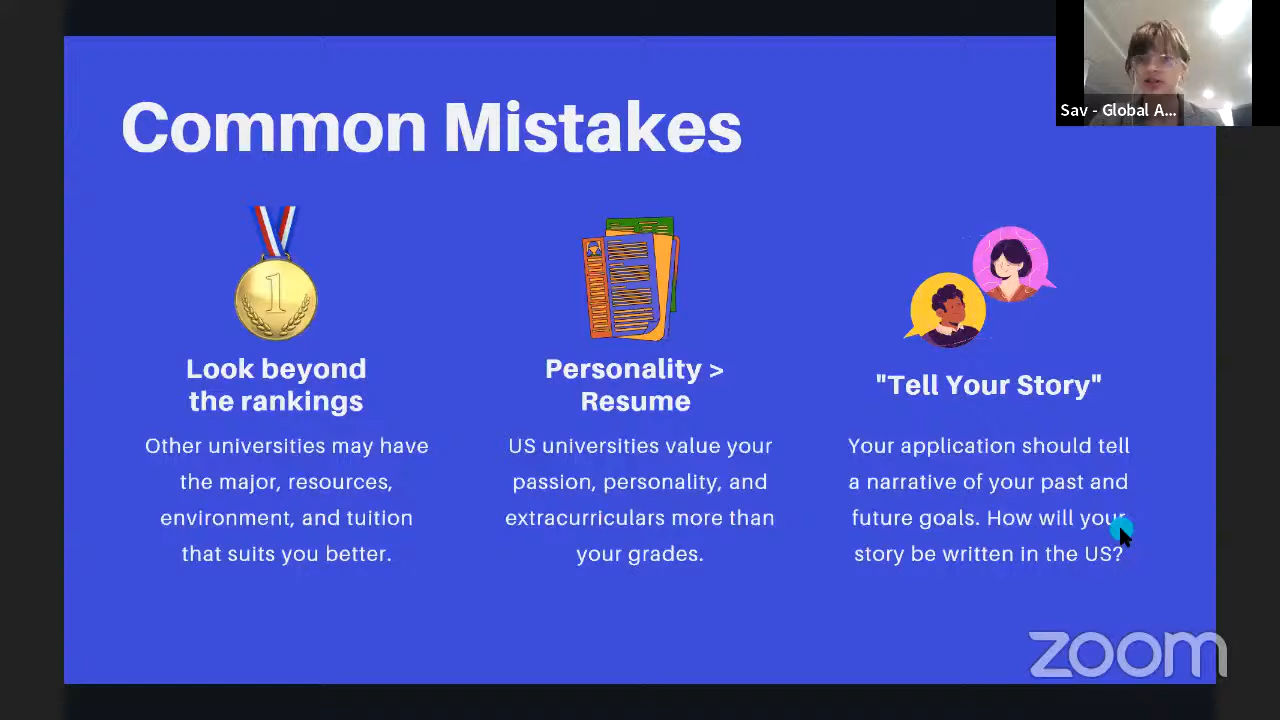 Common Mistakes
Sav - Global A...
1
Look beyond
the rankings
Other universities may have
the major, resources,
environment, and tuition
that suits you better.
Personality >
Resume
US universities value your
passion, personality, and
extracurriculars more than
your grades.
"Tell Your Story"
Your application should tell
a narrative of your past and
future goals. How will your
story be written in the US?
zoom